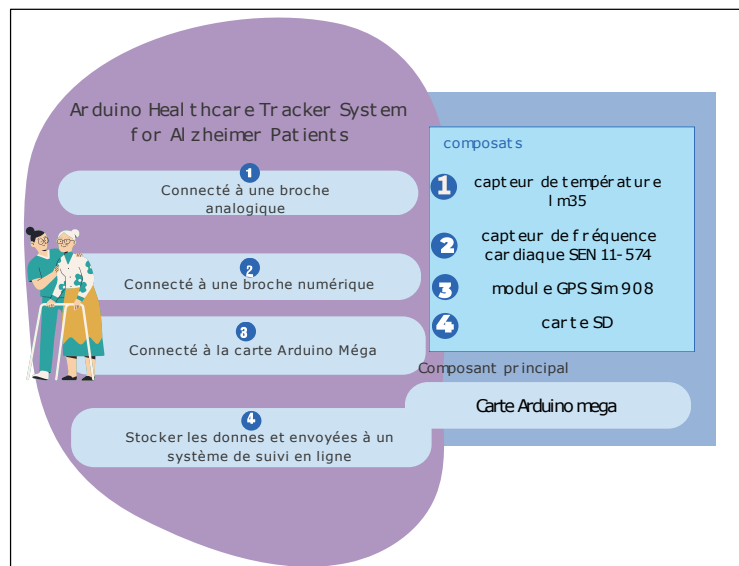 Arduino Healthcare Tracker System
for Alzheimer Patients
1
Connecté à une broche
analogique
2
Connecté à une broche numérique
3
Connecté à la carte Arduino Méga
4
Stocker les donnes et envoyées à un
système de suivi en ligne
composats
1
capteur de température
lm35
2
capteur de fréquence
cardiaque SEN 11-574
3
module GPS Sim 908
4
carte SD
Composant principal
Carte Arduino mega